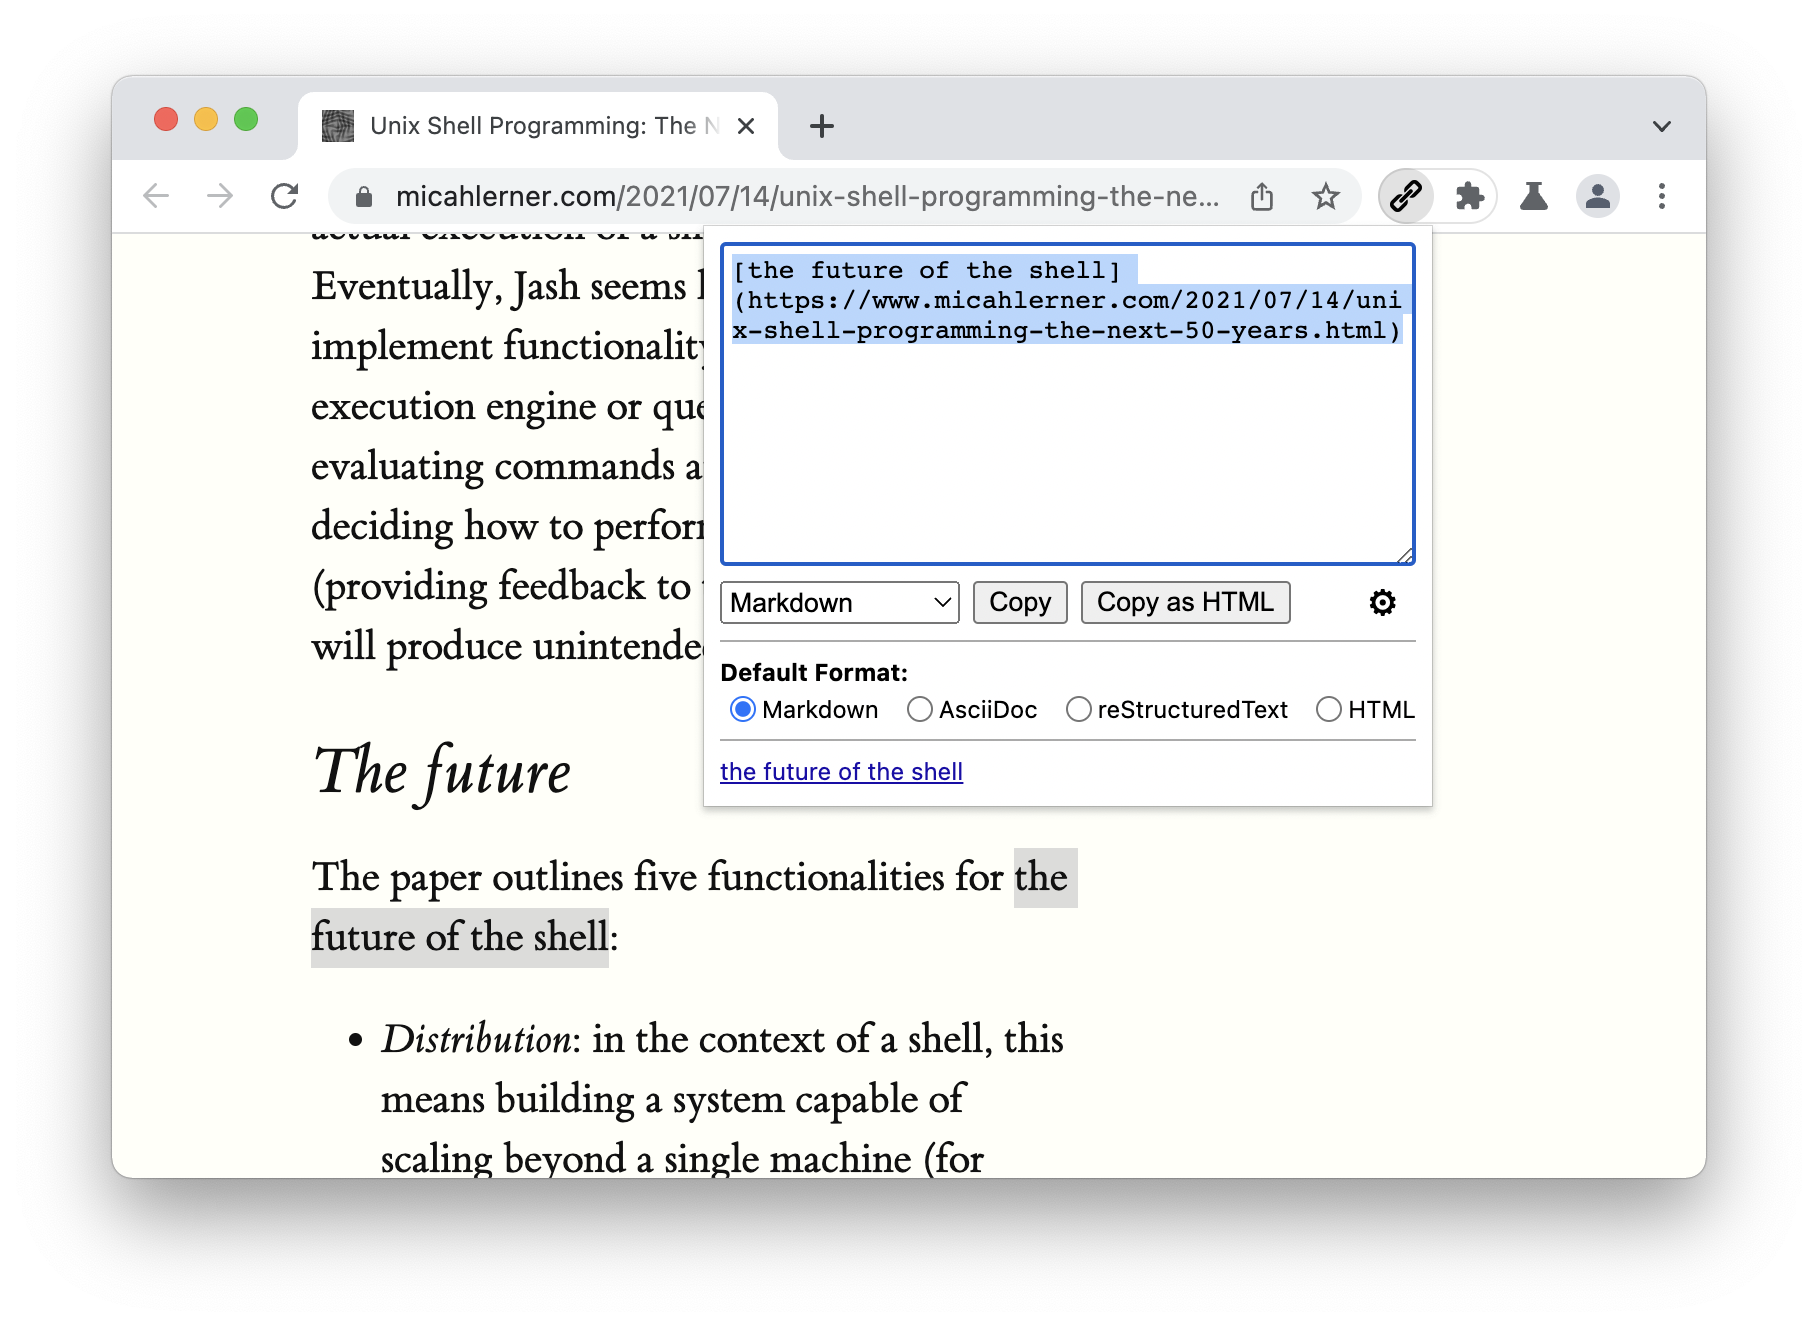 Unix Shell Programming: The N
micahlerner.com/2021/07/14/unix-shell-programming-the-ne...
actual execution of a
Eventually, Jash seems
implement functionality
execution engine or
evaluating commands
deciding how to
(providing feedback to
will produce
[the future of the shell]
(https://www.micahlerner.com/2021/07/14/uni
x-shell-programming-the-next-50-years.html)
Markdown
Copy
Copy as HTML
Default Format:
Markdown AsciiDoc reStructuredText HTML
the future of the shell
The future
The paper outlines five functionalities for the
future of the shell:
• Distribution: in the context of a shell, this
means building a system capable of
scaling beyond a single machine (for